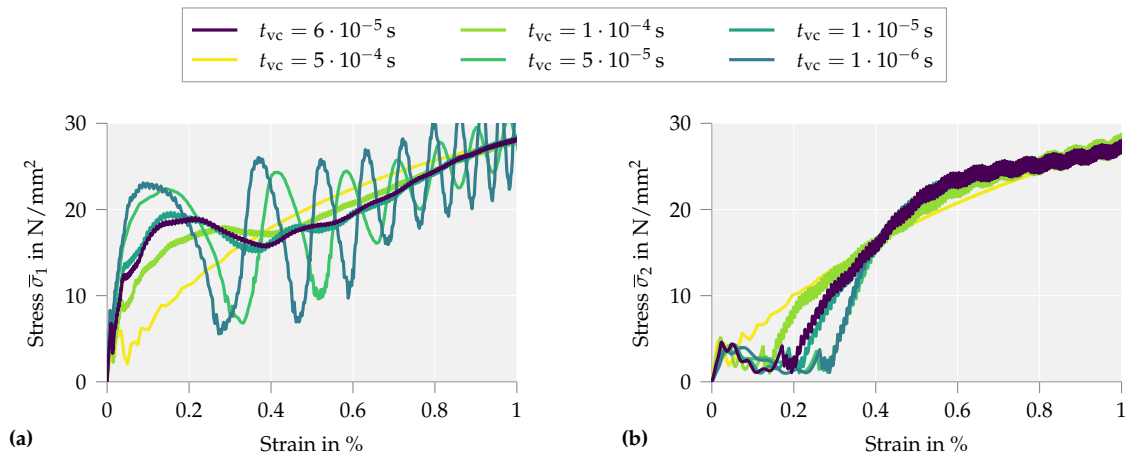 t_vc = 6 · 10⁻⁵ s t_vc = 1 · 10⁻⁴ s t_vc = 1 · 10⁻⁵ s
t_vc = 5 · 10⁻⁴ s t_vc = 5 · 10⁻⁵ s t_vc = 1 · 10⁻⁶ s
30
20
10
0
0 0.2 0.4 0.6 0.8 1
Stress σ̅₁ in N/mm²
Strain in %
(a)
30
20
10
0
0 0.2 0.4 0.6 0.8 1
Stress σ̅₂ in N/mm²
Strain in %
(b)